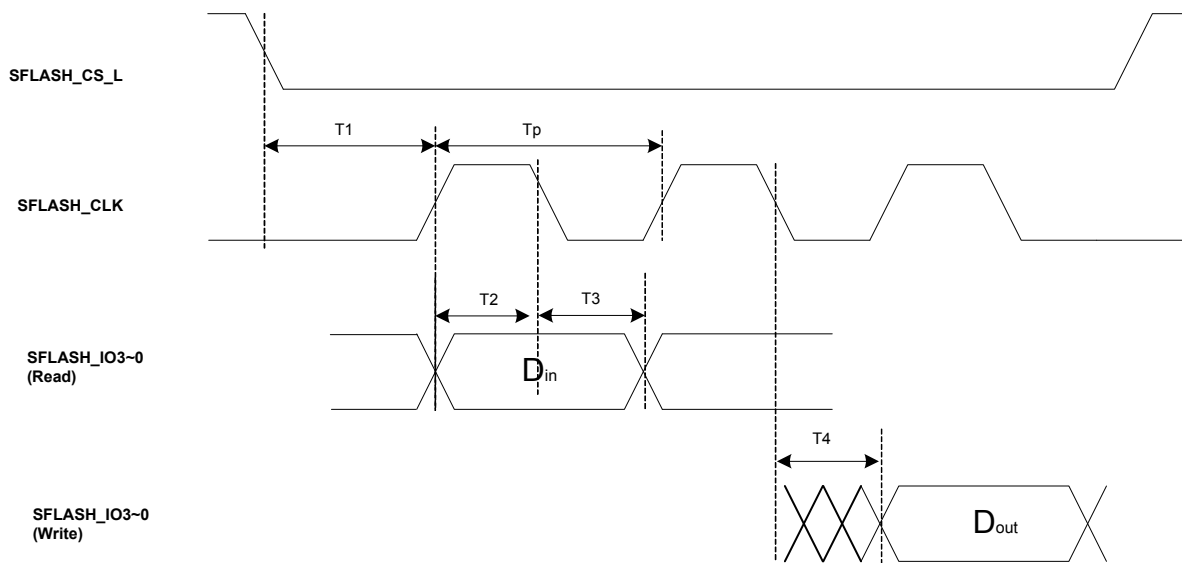 SFLASH_CS_L
T1
Tp
SFLASH_CLK
T2
T3
SFLASH_IO3~0
(Read)
Din
T4
SFLASH_IO3~0
(Write)
Dout